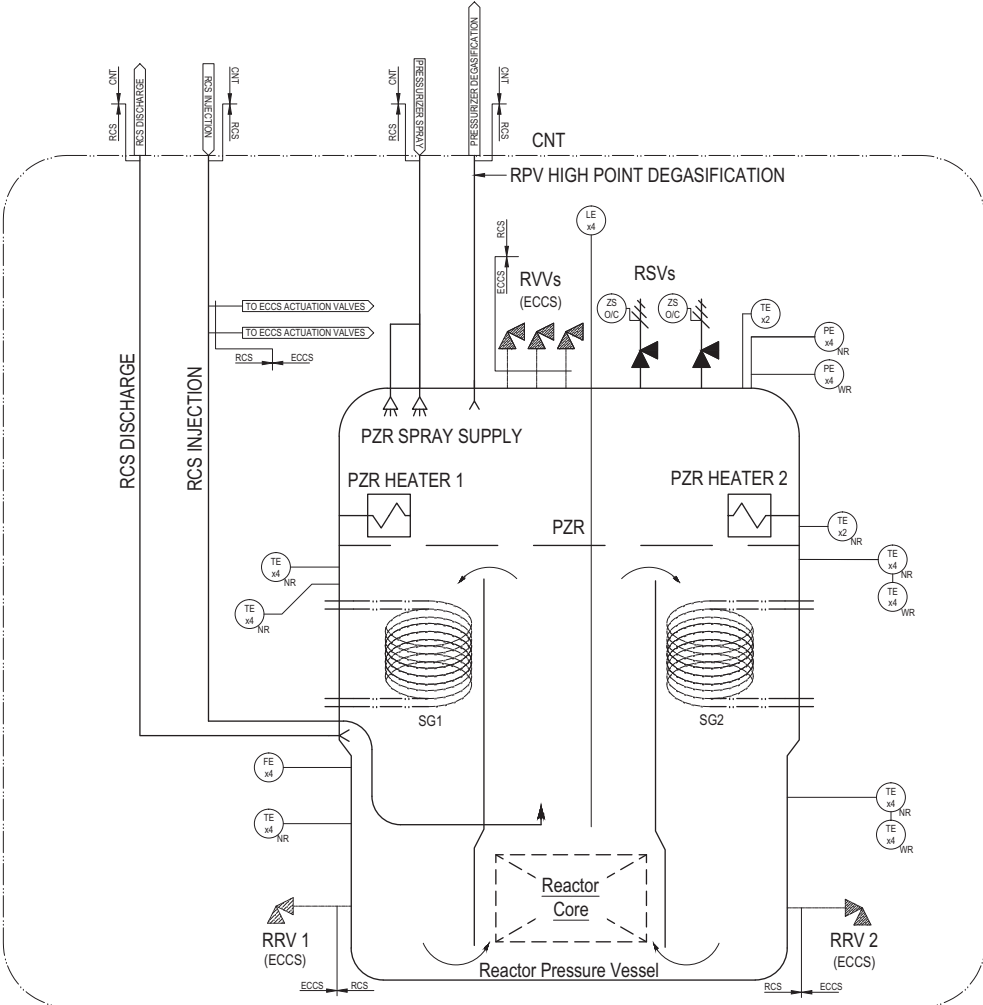 CNT
RCS
RCS DISCHARGE
RCS INJECTION
CNT
RCS
CNT
RCS
PRESSURIZER SPRAY
PRESSURIZER DEGASIFICATION
CNT
RCS
CNT
RPV HIGH POINT DEGASIFICATION
LE
x4
RCS
ECCS
RVVs
(ECCS)
RSVs
ZS
O/C
ZS
O/C
TE
x2
PE
x4
NR
PE
x4
WR
TO ECCS ACTUATION VALVES
TO ECCS ACTUATION VALVES
RCS
ECCS
RCS DISCHARGE
RCS INJECTION
PZR SPRAY SUPPLY
PZR HEATER 1
PZR HEATER 2
PZR
TE
x2
NR
TE
x4
NR
TE
x4
NR
TE
x4
NR
TE
x4
WR
SG1
SG2
FE
x4
TE
x4
NR
TE
x4
NR
TE
x4
WR
Reactor
Core
RRV 1
(ECCS)
RRV 2
(ECCS)
Reactor Pressure Vessel
ECCS
RCS
RCS
ECCS